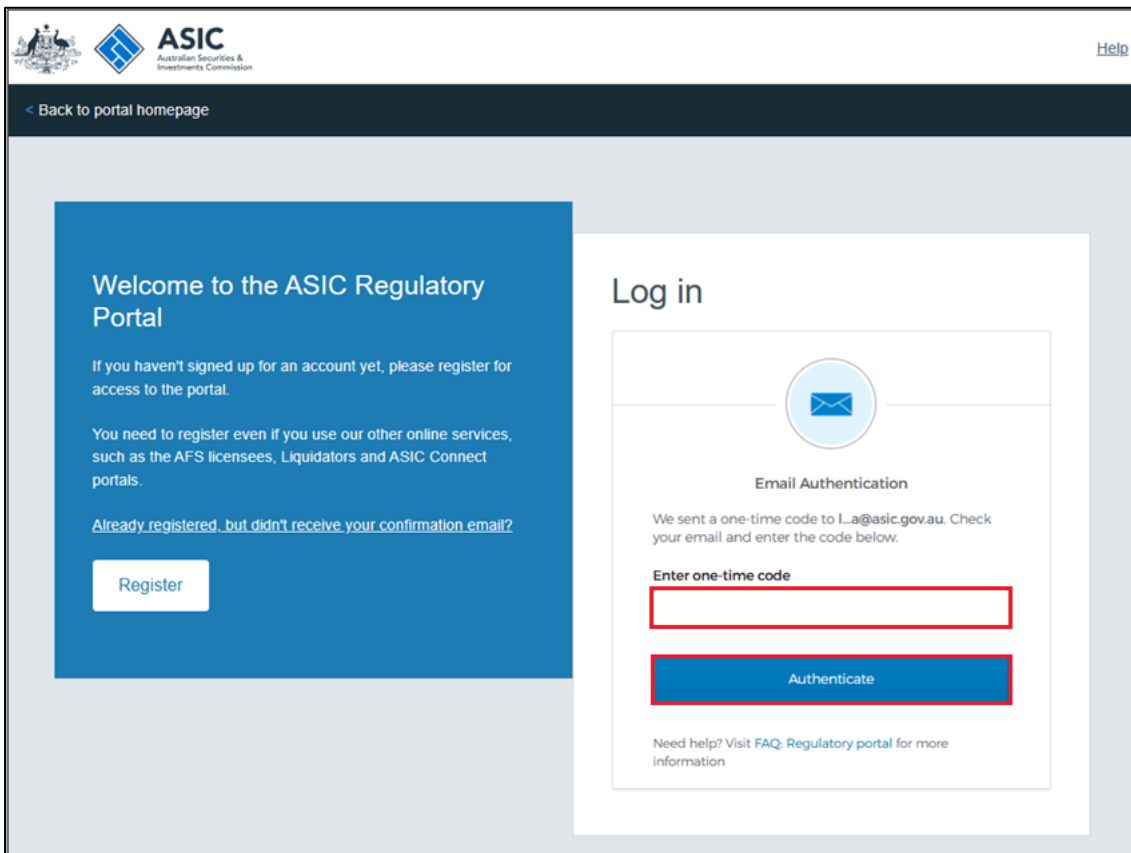 ASIC
Australian Securities &
Investments Commission
Help
< Back to portal homepage
Welcome to the ASIC Regulatory
Portal
If you haven't signed up for an account yet, please register for
access to the portal.
You need to register even if you use our other online services,
such as the AFS licensees, Liquidators and ASIC Connect
portals.
Already registered, but didn't receive your confirmation email?
Register
Log in
Email Authentication
We sent a one-time code to l...a@asic.gov.au. Check
your email and enter the code below.
Enter one-time code
Authenticate
Need help? Visit FAQ: Regulatory portal for more
information